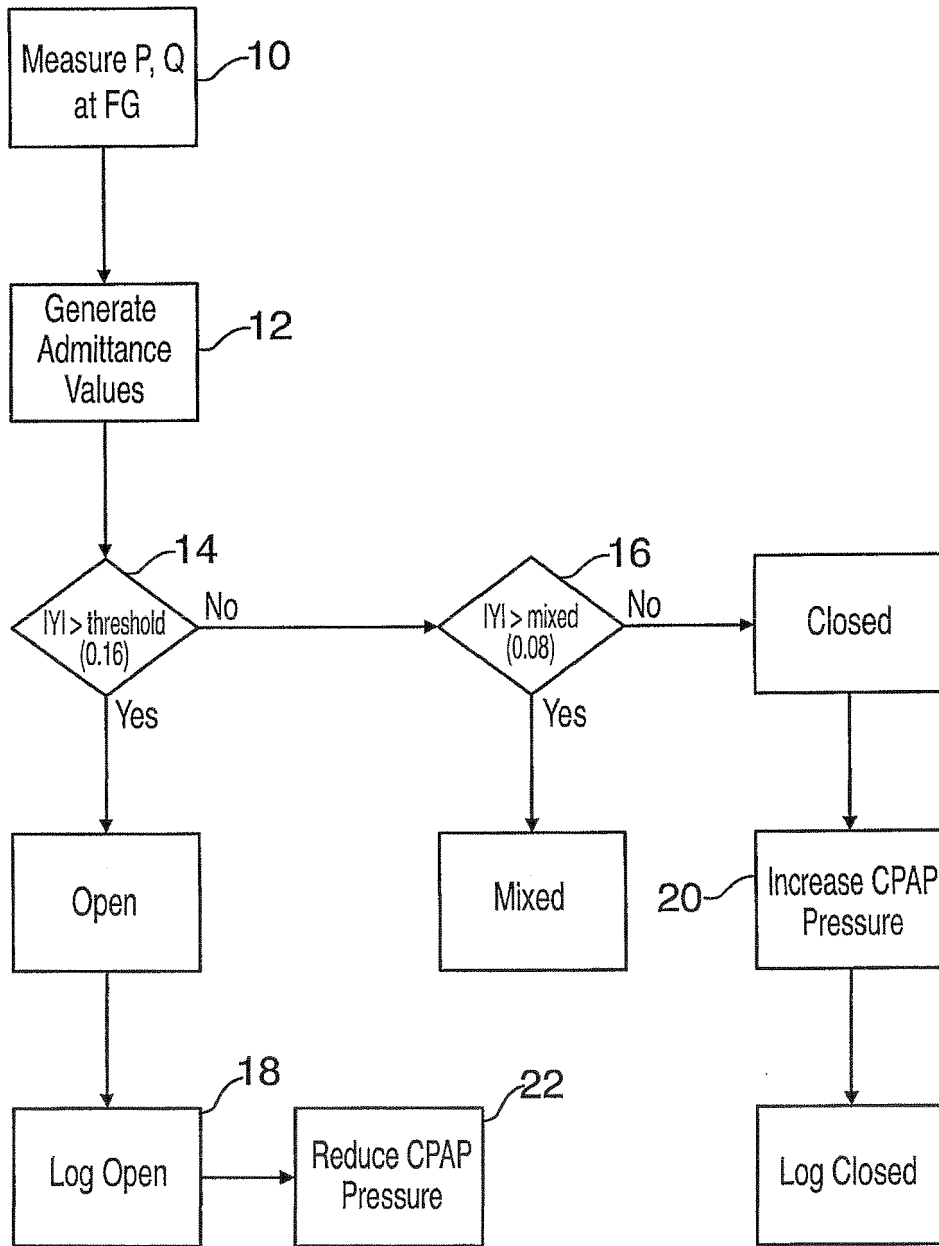 Measure P, Q
at FG
10
Generate
Admittance
Values
12
14
|Y| > threshold
(0.16)
No
Yes
16
|Y| > mixed
(0.08)
No
Yes
Closed
Open
Mixed
20
Increase CPAP
Pressure
18
Log Open
22
Reduce CPAP
Pressure
Log Closed